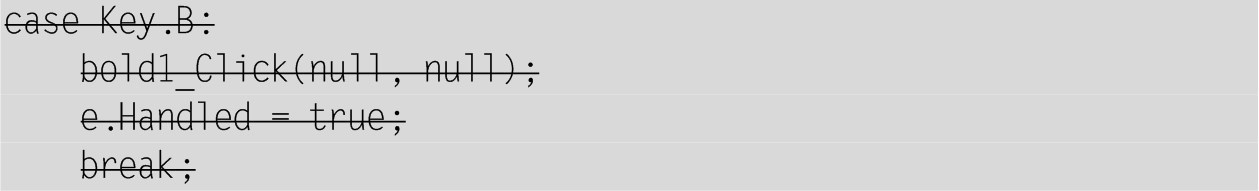 case Key.B:
    bold1_Click(null, null);
    e.Handled = true;
    break;